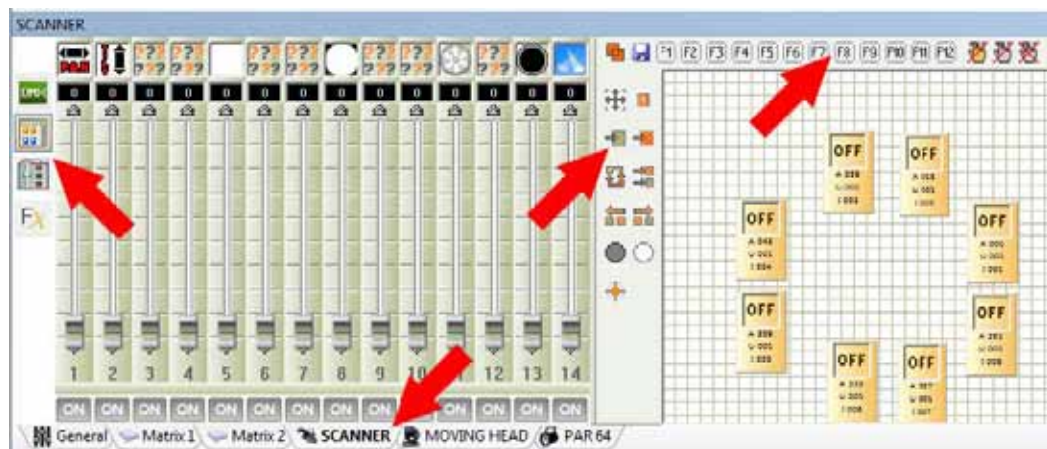 SCANNER
PAN ??? ??? ??? ??? ??? ???
??? ??? ??? ??? ??? ???
F1 F2 F3 F4 F5 F6 F7 F8 F9 F10 F11 F12
DMX 0 0 0 0 0 0 0 0 0 0 0 0 0 0
OFF OFF
OFF OFF
FX
OFF OFF
OFF OFF
1 2 3 4 5 6 7 8 9 10 11 12 13 14
ON ON ON ON ON ON ON ON ON ON ON ON ON
General Matrix 1 Matrix 2 SCANNER MOVING HEAD PAR 64